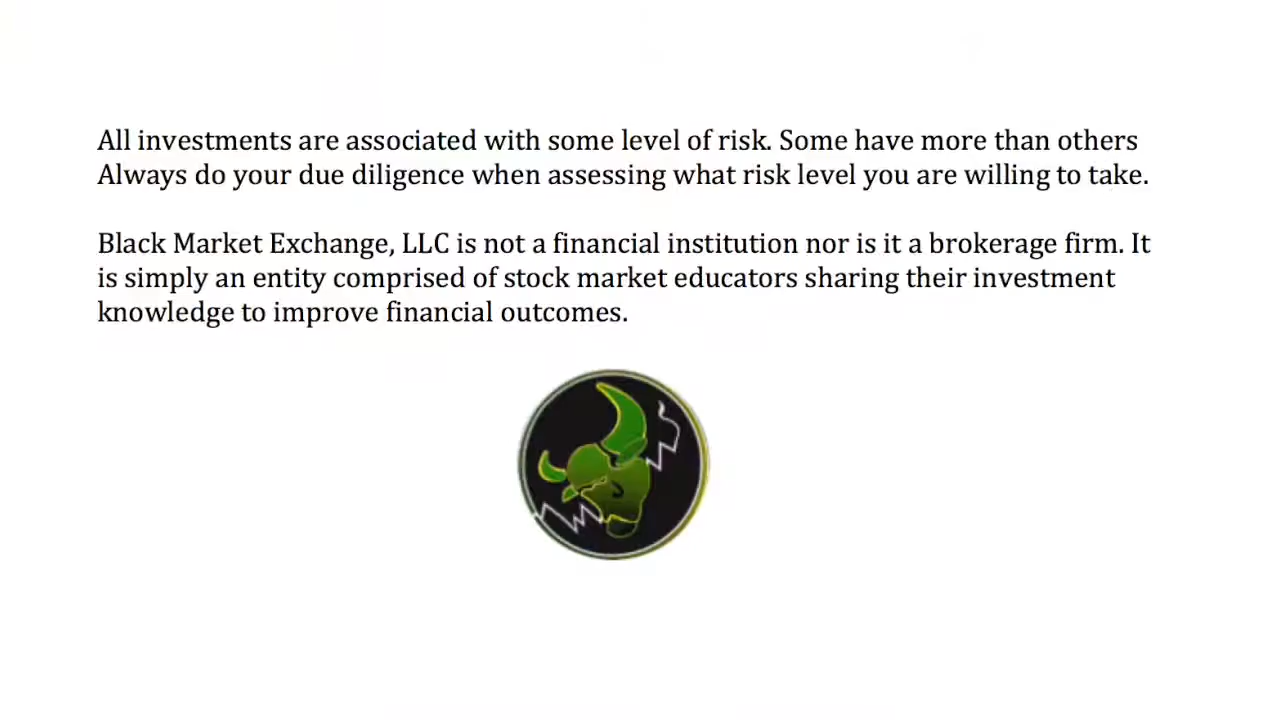 All investments are associated with some level of risk. Some have more than others
Always do your due diligence when assessing what risk level you are willing to take.
Black Market Exchange, LLC is not a financial institution nor is it a brokerage firm. It
is simply an entity comprised of stock market educators sharing their investment
knowledge to improve financial outcomes.